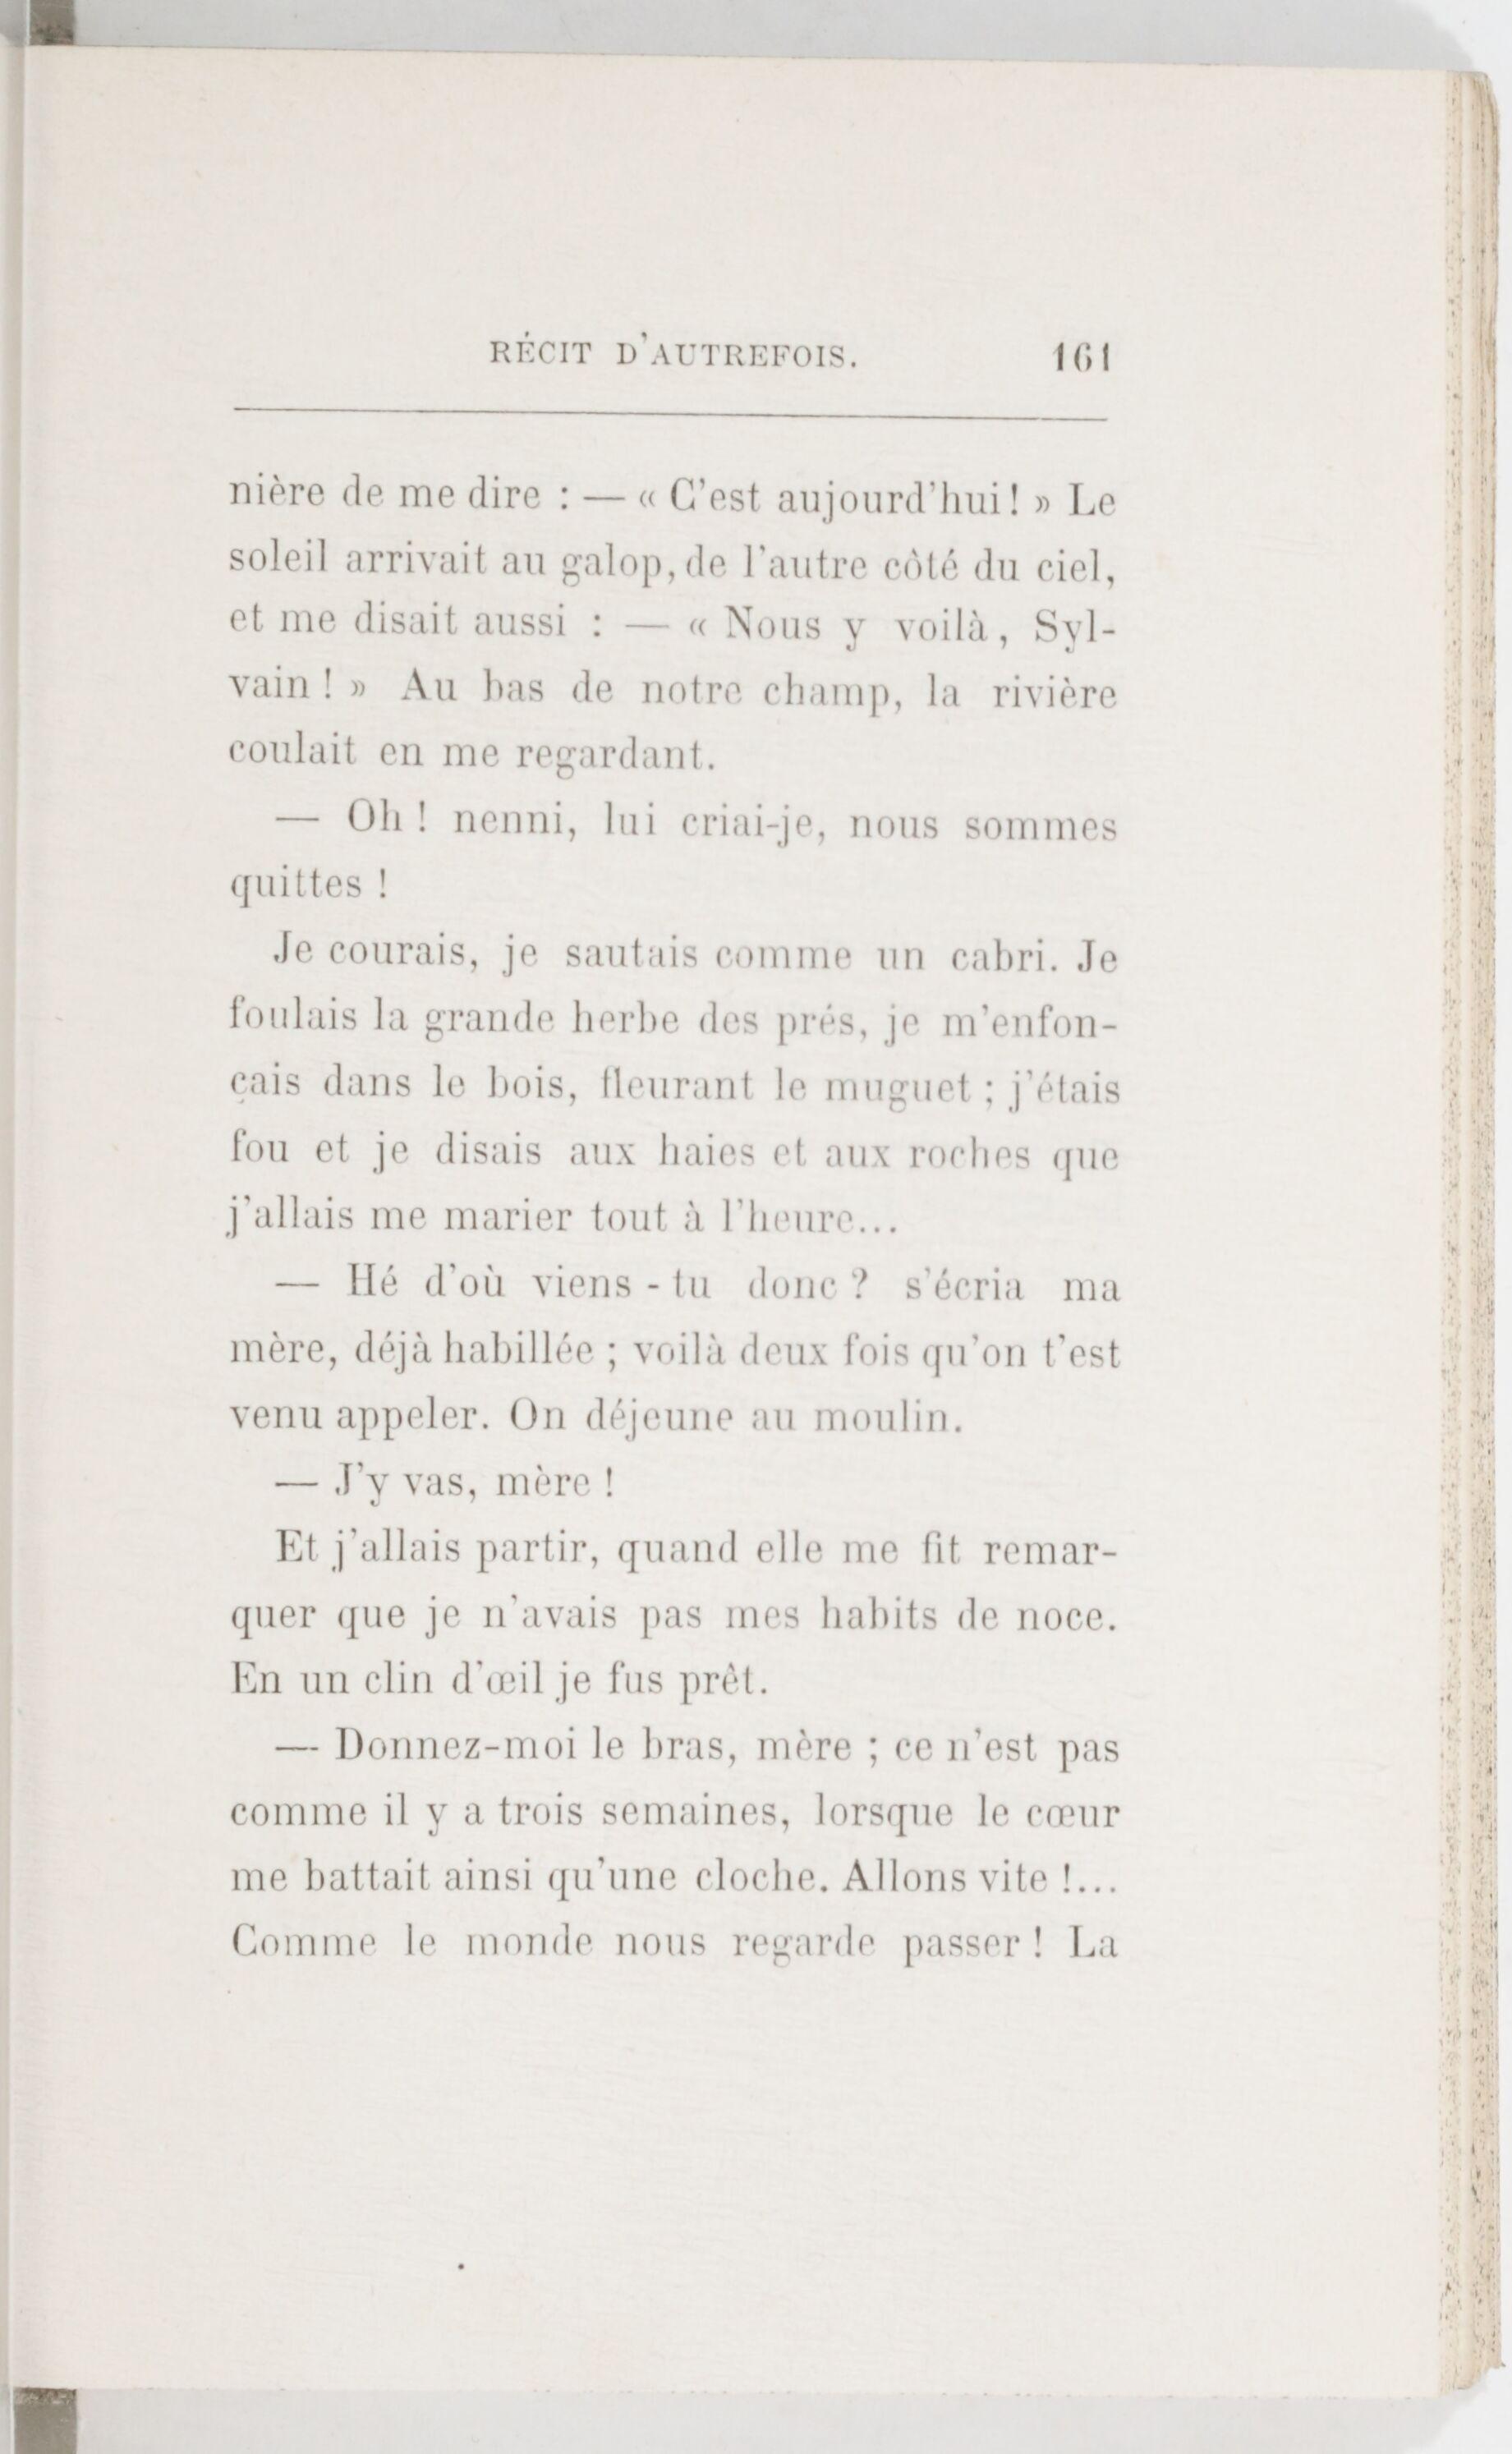 RÉCIT D'AUTREFOIS. 161
nière de me dire : — « C'est aujourd'hui ! » Le
soleil arrivait au galop, de l'autre côté du ciel,
et me disait aussi : — « Nous y voilà, Syl-
vain ! » Au bas de notre champ, la rivière
coulait en me regardant.
— Oh ! nenni, lui criai-je, nous sommes
quittes !
Je courais, je sautais comme un cabri. Je
foulais la grande herbe des prés, je m'enfon-
çais dans le bois, fleurant le muguet ; j'étais
fou et je disais aux haies et aux roches que
j'allais me marier tout à l'heure...
— Hé d'où viens-tu donc ? s'écria ma
mère, déjà habillée ; voilà deux fois qu'on t'est
venu appeler. On déjeune au moulin.
— J'y vas, mère !
Et j'allais partir, quand elle me fit remar-
quer que je n'avais pas mes habits de noce.
En un clin d'œil je fus prêt.
— Donnez-moi le bras, mère ; ce n'est pas
comme il y a trois semaines, lorsque le cœur
me battait ainsi qu'une cloche. Allons vite !...
Comme le monde nous regarde passer ! La